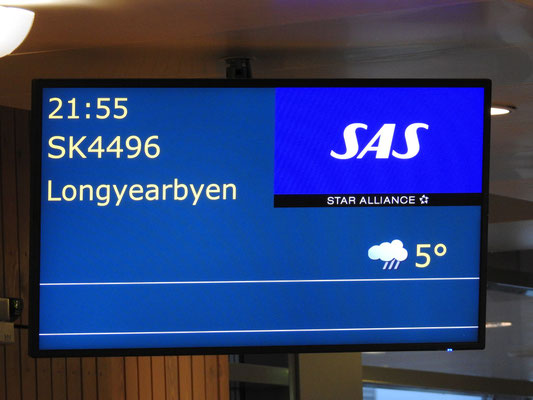 21:55
SK4496
Longyearbyen
SAS
STAR ALLIANCE
5°